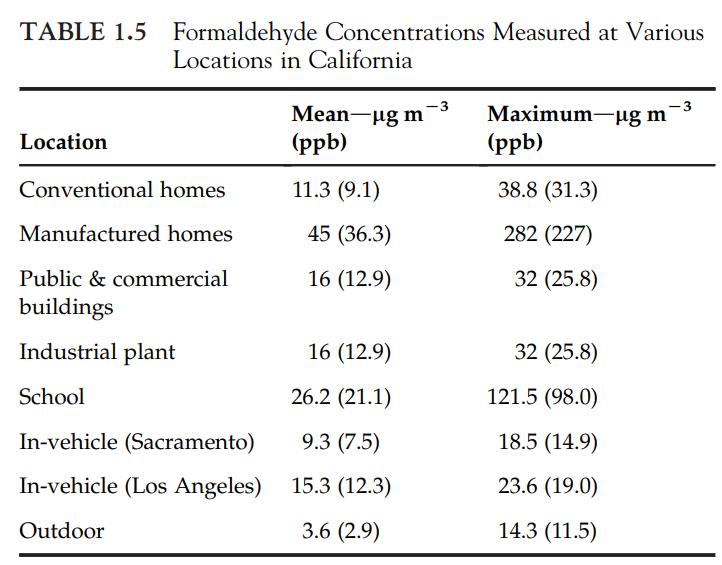 TABLE 1.5 Formaldehyde Concentrations Measured at Various
Locations in California
Location Mean—μg m⁻³ (ppb) Maximum—μg m⁻³ (ppb)
Conventional homes 11.3 (9.1) 38.8 (31.3)
Manufactured homes 45 (36.3) 282 (227)
Public & commercial
buildings 16 (12.9) 32 (25.8)
Industrial plant 16 (12.9) 32 (25.8)
School 26.2 (21.1) 121.5 (98.0)
In-vehicle (Sacramento) 9.3 (7.5) 18.5 (14.9)
In-vehicle (Los Angeles) 15.3 (12.3) 23.6 (19.0)
Outdoor 3.6 (2.9) 14.3 (11.5)